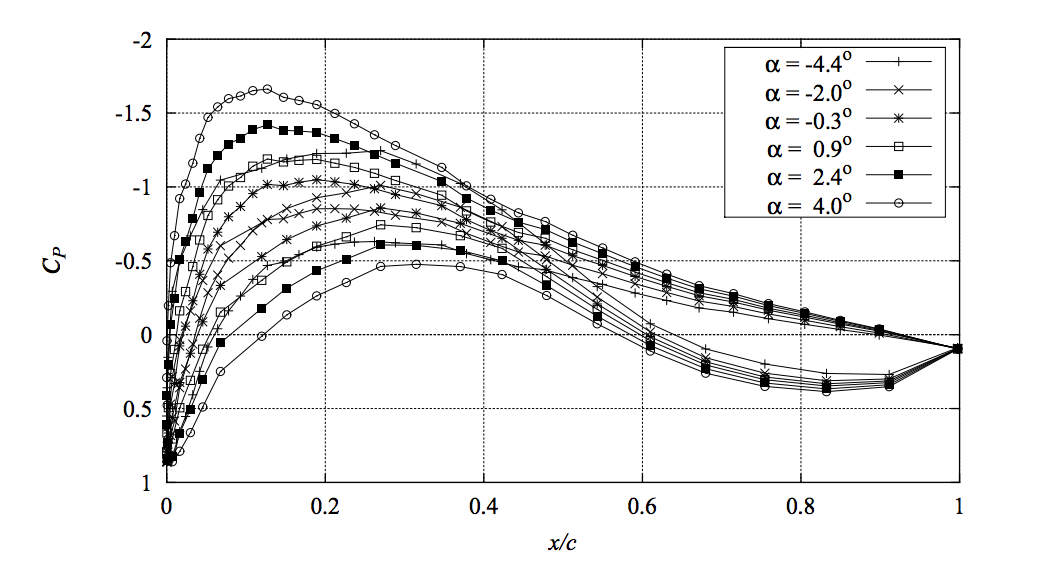 -2
-1.5
-1
-0.5
0
0.5
1
C_P
0 0.2 0.4 0.6 0.8 1
x/c
α = -4.4°
α = -2.0°
α = -0.3°
α = 0.9°
α = 2.4°
α = 4.0°